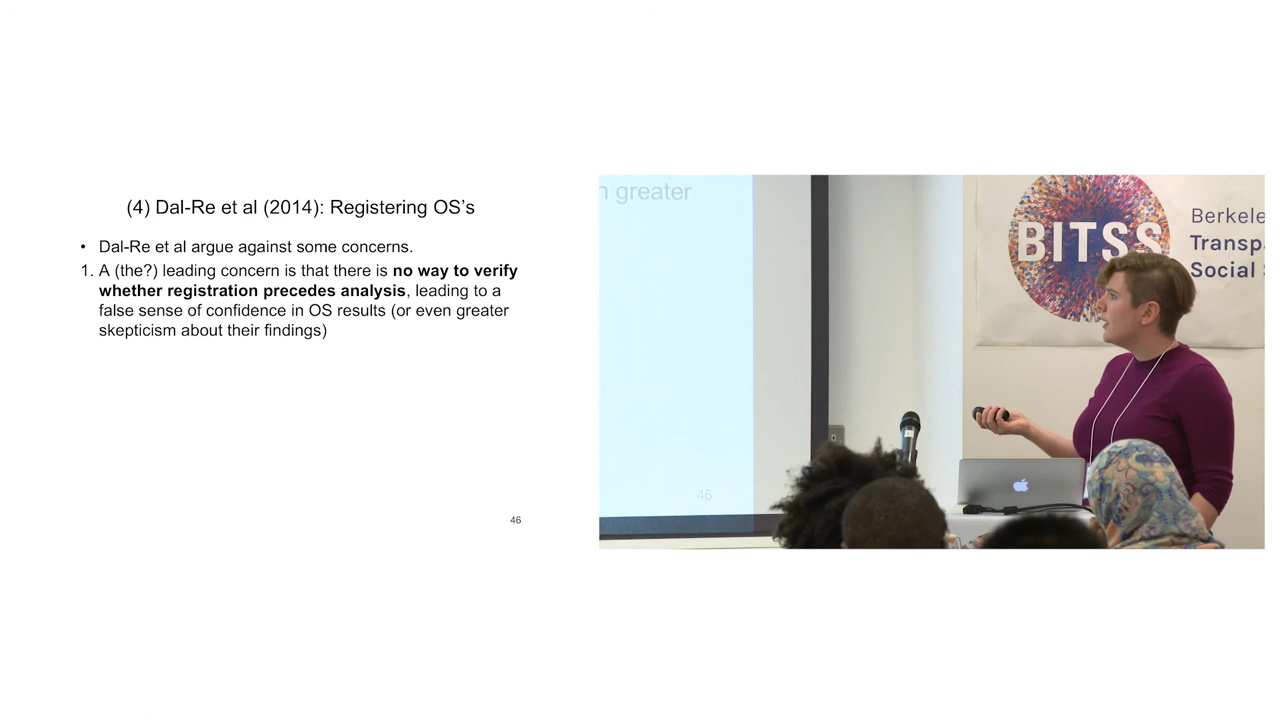 (4) Dal-Re et al (2014): Registering OS's
• Dal-Re et al argue against some concerns.
1. A (the?) leading concern is that there is no way to verify
whether registration precedes analysis, leading to a
false sense of confidence in OS results (or even greater
skepticism about their findings)
46
greater
46
BITSS
Berkele
Transp
Social